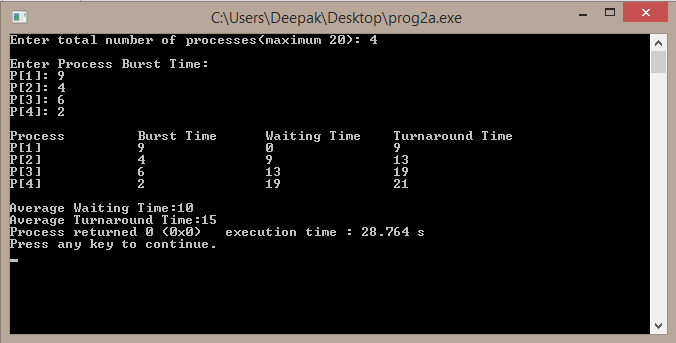 C:\Users\Deepak\Desktop\prog2a.exe
Enter total number of processes(maximum 20): 4
Enter Process Burst Time:
P[1]: 9
P[2]: 4
P[3]: 6
P[4]: 2
Process Burst Time Waiting Time Turnaround Time
P[1] 9 0 9
P[2] 4 9 13
P[3] 6 13 19
P[4] 2 19 21
Average Waiting Time:10
Average Turnaround Time:15
Process returned 0 (0x0) execution time : 28.764 s
Press any key to continue.